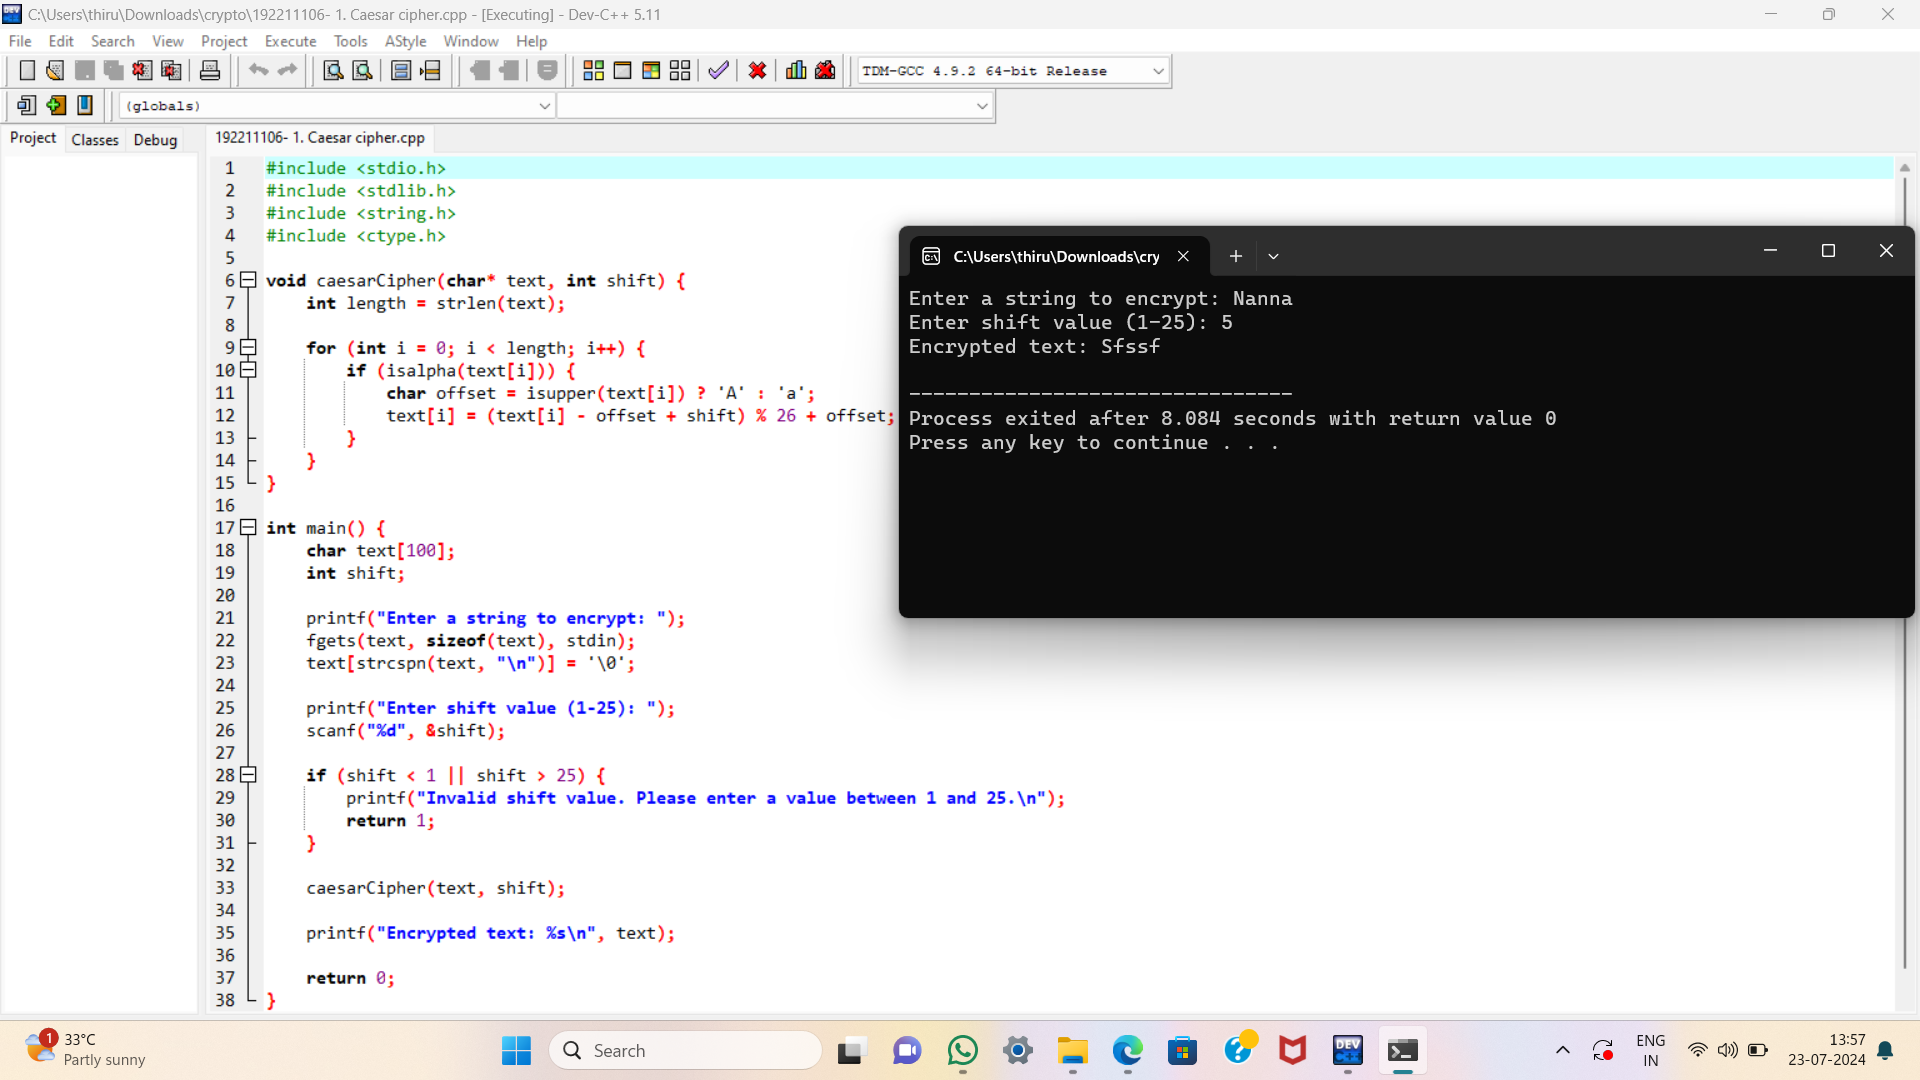 C:\Users\thiru\Downloads\crypto\192211106- 1. Caesar cipher.cpp - [Executing] - Dev-C++ 5.11
File Edit Search View Project Execute Tools AStyle Window Help
TDM-GCC 4.9.2 64-bit Release
(globals)
Project Classes Debug
192211106- 1. Caesar cipher.cpp
1 #include <stdio.h>
2 #include <stdlib.h>
3 #include <string.h>
4 #include <ctype.h>
5
6 void caesarCipher(char* text, int shift) {
7 int length = strlen(text);
8
9 for (int i = 0; i < length; i++) {
10 if (isalpha(text[i])) {
11 char offset = isupper(text[i]) ? 'A' : 'a';
12 text[i] = (text[i] - offset + shift) % 26 + offset;
13 }
14 }
15 }
16
17 int main() {
18 char text[100];
19 int shift;
20
21 printf("Enter a string to encrypt: ");
22 fgets(text, sizeof(text), stdin);
23 text[strcspn(text, "\n")] = '\0';
24
25 printf("Enter shift value (1-25): ");
26 scanf("%d", &shift);
27
28 if (shift < 1 || shift > 25) {
29 printf("Invalid shift value. Please enter a value between 1 and 25.\n");
30 return 1;
31 }
32
33 caesarCipher(text, shift);
34
35 printf("Encrypted text: %s\n", text);
36
37 return 0;
38 }
C:\Users\thiru\Downloads\cry
Enter a string to encrypt: Nanna
Enter shift value (1-25): 5
Encrypted text: Sfssf
--------------------------------
Process exited after 8.084 seconds with return value 0
Press any key to continue . . .
1
33°C
Partly sunny
Search
DEV C++
ENG
IN
13:57
23-07-2024